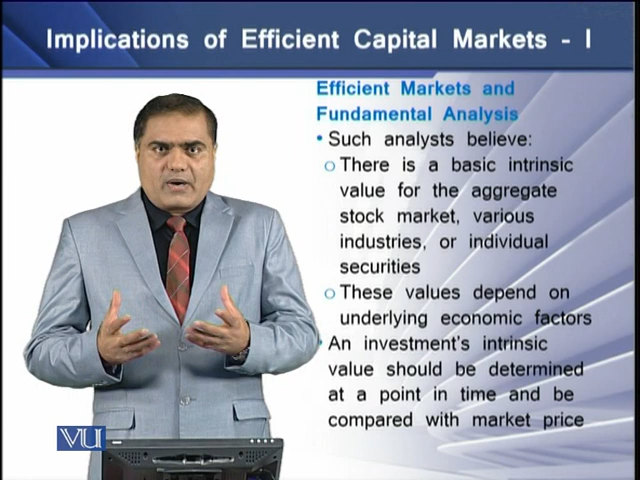 Implications of Efficient Capital Markets - I
Efficient Markets and
Fundamental Analysis
• Such analysts believe:
o There is a basic intrinsic
value for the aggregate
stock market, various
industries, or individual
securities
o These values depend on
underlying economic factors
• An investment's intrinsic
value should be determined
at a point in time and be
compared with market price
VU